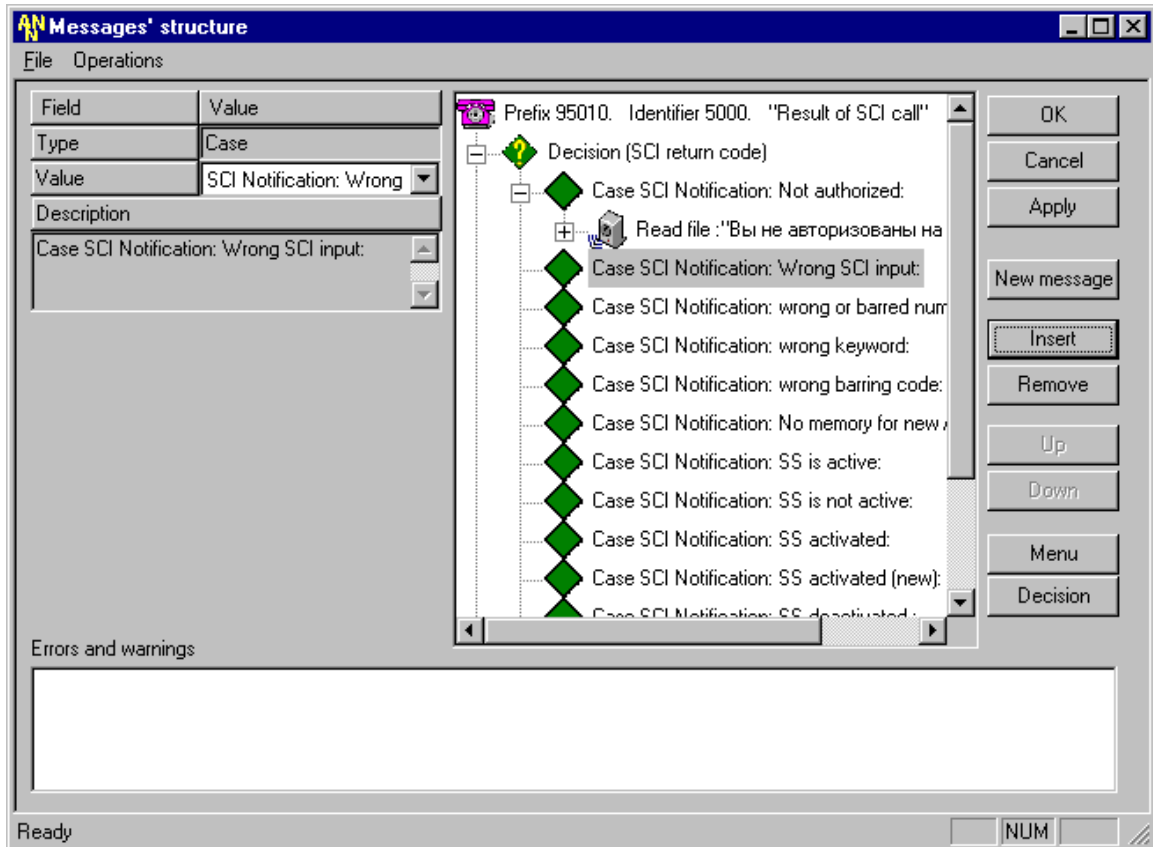 Messages' structure
File Operations
Field Value
Type Case
Value SCI Notification: Wrong
Description
Case SCI Notification: Wrong SCI input:
Prefix 95010. Identifier 5000. "Result of SCI call"
Decision (SCI return code)
Case SCI Notification: Not authorized:
Read file :"Вы не авторизованы на
Case SCI Notification: Wrong SCI input:
Case SCI Notification: wrong or barred num
Case SCI Notification: wrong keyword:
Case SCI Notification: wrong barring code:
Case SCI Notification: No memory for new
Case SCI Notification: SS is active:
Case SCI Notification: SS is not active:
Case SCI Notification: SS activated:
Case SCI Notification: SS activated (new):
Case SCI Notification: SS deactivated :
OK
Cancel
Apply
New message
Insert
Remove
Up
Down
Menu
Decision
Errors and warnings
Ready
NUM